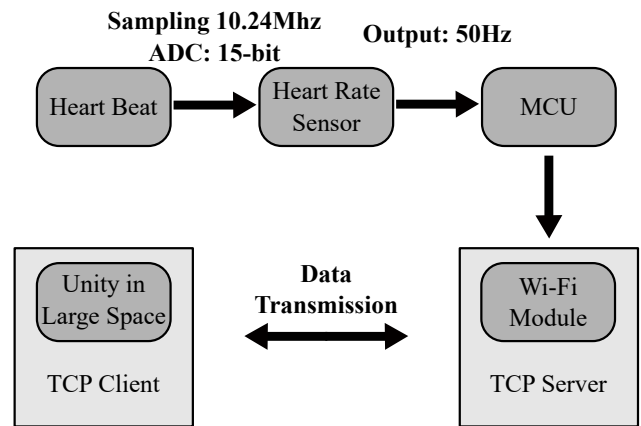 Sampling 10.24Mhz
ADC: 15-bit
Output: 50Hz
Heart Beat
Heart Rate
Sensor
MCU
Unity in
Large Space
TCP Client
Data
Transmission
Wi-Fi
Module
TCP Server